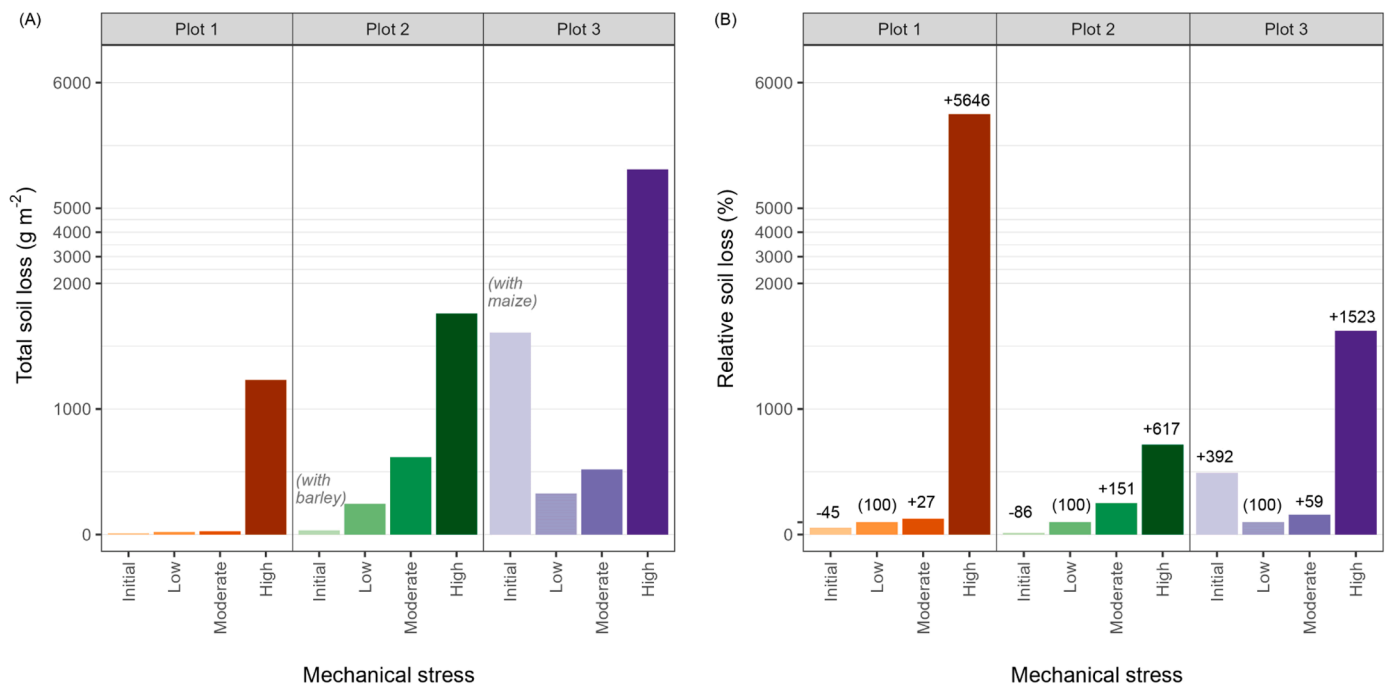 (A)
Plot 1 Plot 2 Plot 3
6000
5000
4000
3000
2000
1000
0
Total soil loss (g m⁻²)
(with
barley)
(with
maize)
Initial Low Moderate High Initial Low Moderate High Initial Low Moderate High
Mechanical stress
(B)
Plot 1 Plot 2 Plot 3
6000
5000
4000
3000
2000
1000
0
Relative soil loss (%)
-45 (100) +27 +5646
-86 (100) +151 +617
+392 (100) +59 +1523
Initial Low Moderate High Initial Low Moderate High Initial Low Moderate High
Mechanical stress